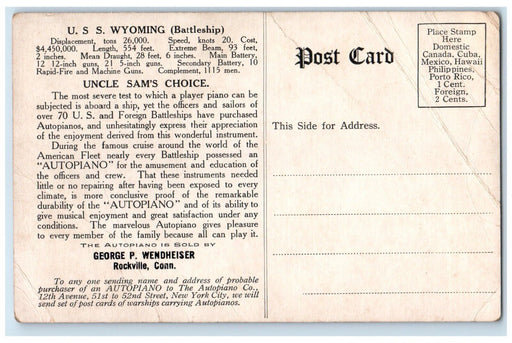 U. S S. WYOMING (Battleship)
Displacement, tons 26,000. Speed, knots 20. Cost,
$4,450,000. Length, 554 feet. Extreme Beam, 93 feet,
2 inches. Mean Draught, 28 feet, 6 inches. Main Battery,
12 12-inch guns, 21 5-inch guns. Secondary Battery, 10
Rapid-Fire and Machine Guns. Complement, 1115 men.
UNCLE SAM'S CHOICE.
The most severe test to which a player piano can be
subjected is aboard a ship, yet the officers and sailors of
over 70 U. S. and Foreign Battleships have purchased
Autopianos, and unhesitatingly express their appreciation
of the enjoyment derived from this wonderful instrument.
During the famous cruise around the world of the
American Fleet nearly every Battleship possessed an
"AUTOPIANO" for the amusement and education of
the officers and crew. That these instruments needed
little or no repairing after having been exposed to every
climate, is more conclusive proof of the remarkable
durability of the "AUTOPIANO" and of its ability to
give musical enjoyment and great satisfaction under any
conditions. The marvelous Autopiano gives pleasure
to every member of the family because all can play it.
THE AUTOPIANO IS SOLD BY
GEORGE P. WENDHEISER
Rockville, Conn.
To any one sending name and address of probable
purchaser of an AUTOPIANO to The Autopiano Co.,
12th Avenue, 51st to 52nd Street, New York City, we will
send set of post cards of warships carrying Autopianos.
Post Card
Place Stamp
Here
Domestic
Canada, Cuba,
Mexico, Hawaii
Philippines,
Porto Rico,
1 Cent.
Foreign,
2 Cents.
This Side for Address.